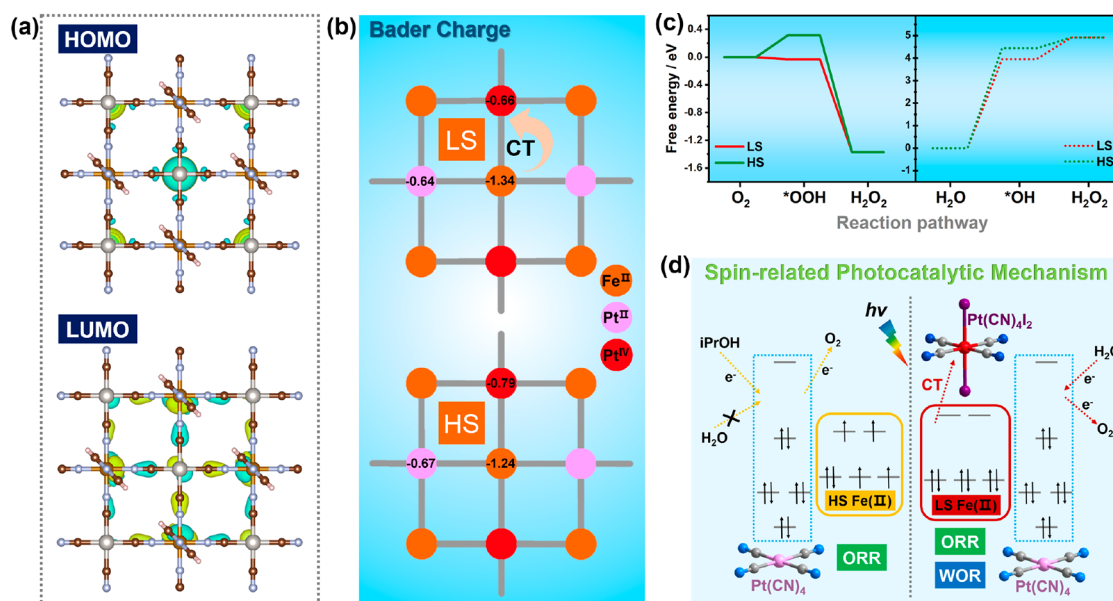 (a)
HOMO
LUMO
(b)
Bader Charge
-0.66
LS
CT
-0.64
-1.34
Fe II
Pt II
Pt IV
-0.79
HS
-0.67
-1.24
(c)
Free energy / eV
0.4
0.0
-0.4
-0.8
-1.2
-1.6
LS
HS
O2
*OOH
H2O2
5
4
3
2
1
0
-1
LS
HS
H2O
*OH
H2O2
Reaction pathway
(d)
Spin-related Photocatalytic Mechanism
iPrOH
O2
e-
e-
H2O
hν
HS Fe(II)
Pt(CN)4
ORR
Pt(CN)4I2
CT
LS Fe(II)
H2O
e-
e-
O2
ORR
WOR
Pt(CN)4